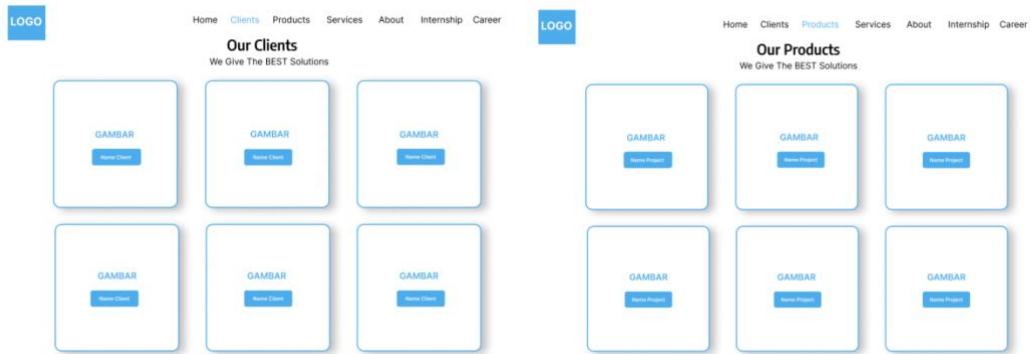 LOGO
Home Clients Products Services About Internship Career
Our Clients
We Give The BEST Solutions
GAMBAR GAMBAR GAMBAR
Name Client Name Client Name Client
GAMBAR GAMBAR GAMBAR
Name Client Name Client Name Client
LOGO
Home Clients Products Services About Internship Career
Our Products
We Give The BEST Solutions
GAMBAR GAMBAR GAMBAR
Name Project Name Project Name Project
GAMBAR GAMBAR GAMBAR
Name Project Name Project Name Project